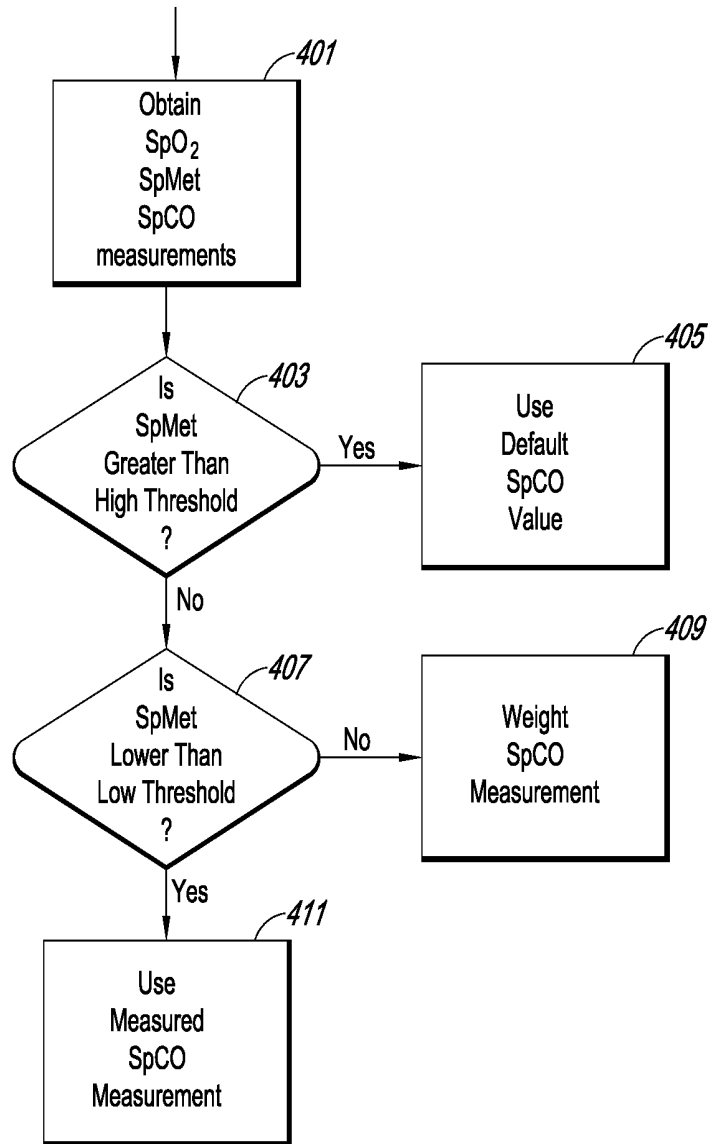 401
Obtain
SpO₂
SpMet
SpCO
measurements
403
Is
SpMet
Greater Than
High Threshold
?
Yes
405
Use
Default
SpCO
Value
No
407
Is
SpMet
Lower Than
Low Threshold
?
No
409
Weight
SpCO
Measurement
Yes
411
Use
Measured
SpCO
Measurement